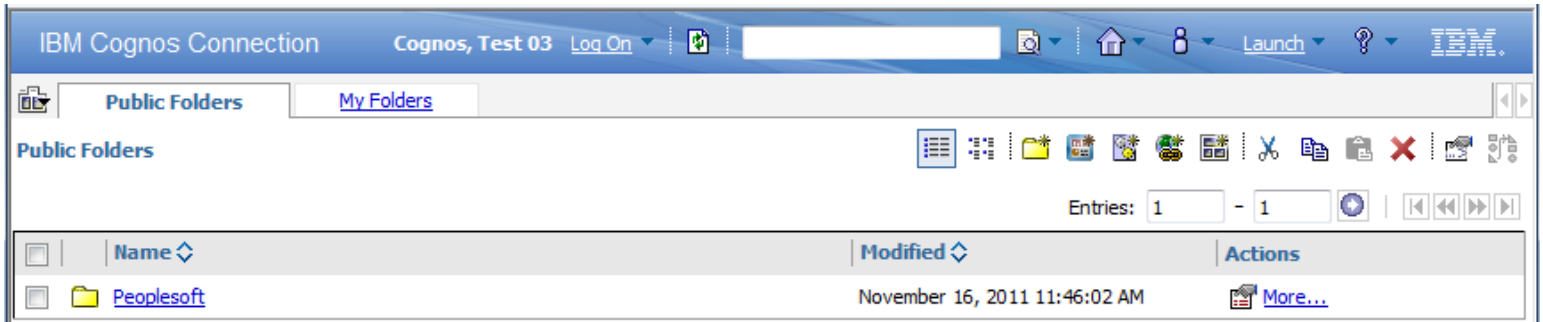 IBM Cognos Connection Cognos, Test 03 Log On Launch IBM.
Public Folders My Folders
Public Folders
Entries: 1 - 1
Name Modified Actions
Peoplesoft November 16, 2011 11:46:02 AM More...